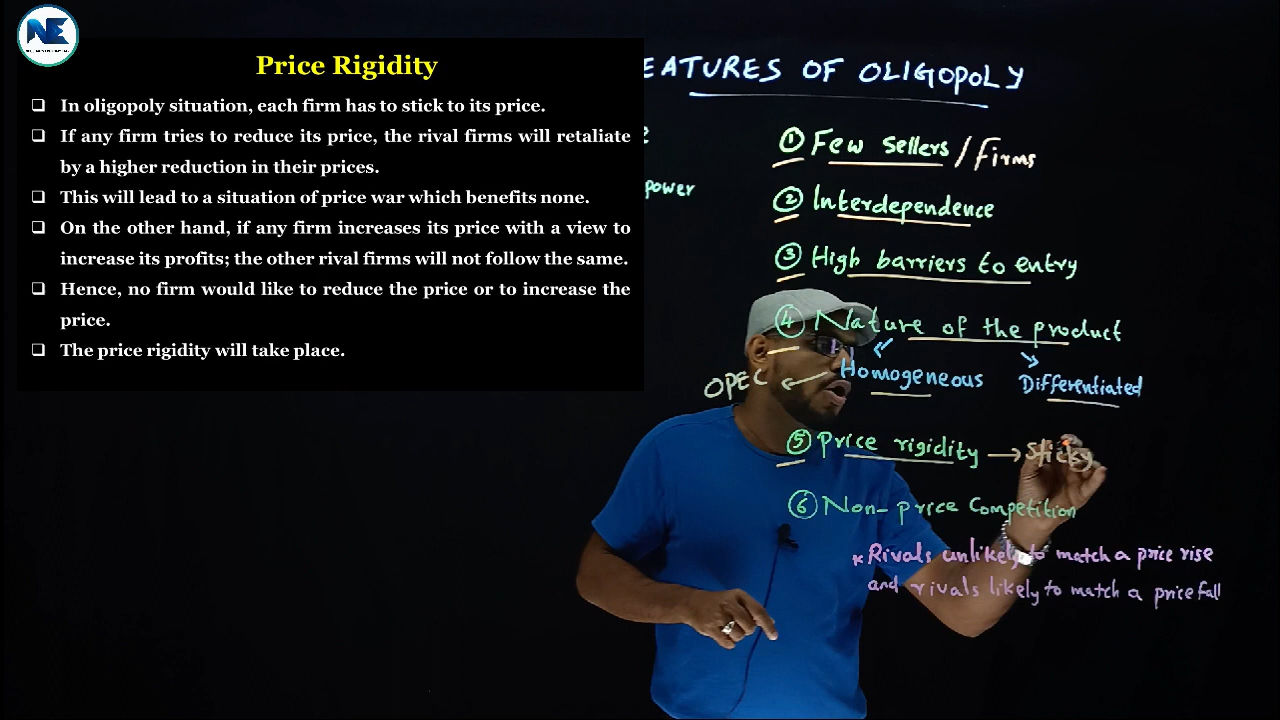 NE
Price Rigidity
❑ In oligopoly situation, each firm has to stick to its price.
❑ If any firm tries to reduce its price, the rival firms will retaliate
by a higher reduction in their prices.
❑ This will lead to a situation of price war which benefits none.
❑ On the other hand, if any firm increases its price with a view to
increase its profits; the other rival firms will not follow the same.
❑ Hence, no firm would like to reduce the price or to increase the
price.
❑ The price rigidity will take place.
EATURES OF OLIGOPOLY
① Few sellers / Firms
power
② Interdependence
③ High barriers to entry
④ Nature of the product
OPEC ← Homogeneous Differentiated
⑤ Price rigidity → Sticky
⑥ Non-price Competition
* Rivals unlikely to match a price rise
and rivals likely to match a price fall